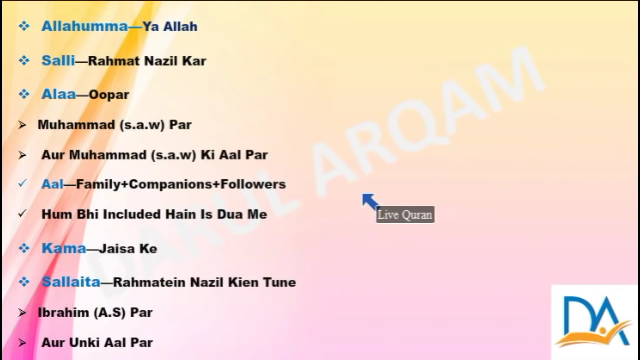 Allahumma—Ya Allah
Salli—Rahmat Nazil Kar
Alaa—Oopar
Muhammad (s.a.w) Par
Aur Muhammad (s.a.w) Ki Aal Par
Aal—Family+Companions+Followers
Hum Bhi Included Hain Is Dua Me
Kama—Jaisa Ke
Sallaita—Rahmatein Nazil Kien Tune
Ibrahim (A.S) Par
Aur Unki Aal Par
DARUL ARQAM
Live Quran
DA